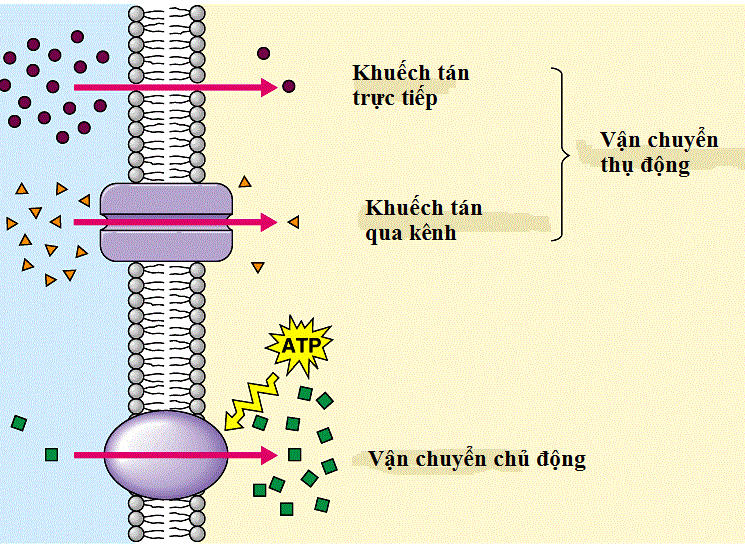 Khuếch tán
trực tiếp
Vận chuyển
thụ động
Khuếch tán
qua kênh
ATP
Vận chuyển chủ động